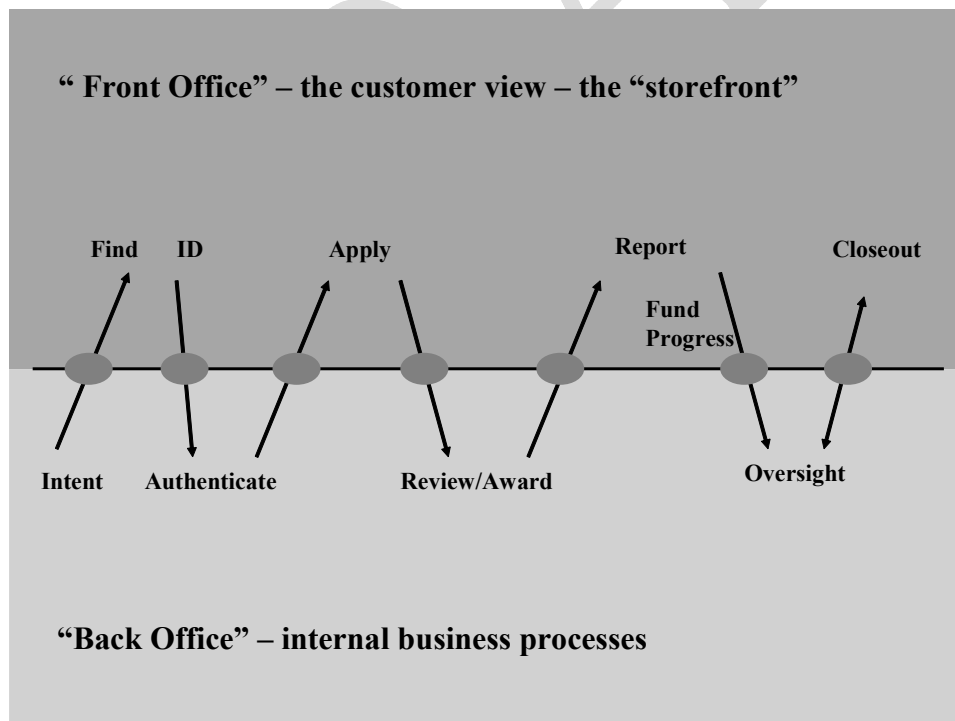 “ Front Office” – the customer view – the “storefront”
Find ID Apply Report Closeout
Fund
Progress
Intent Authenticate Review/Award Oversight
“Back Office” – internal business processes